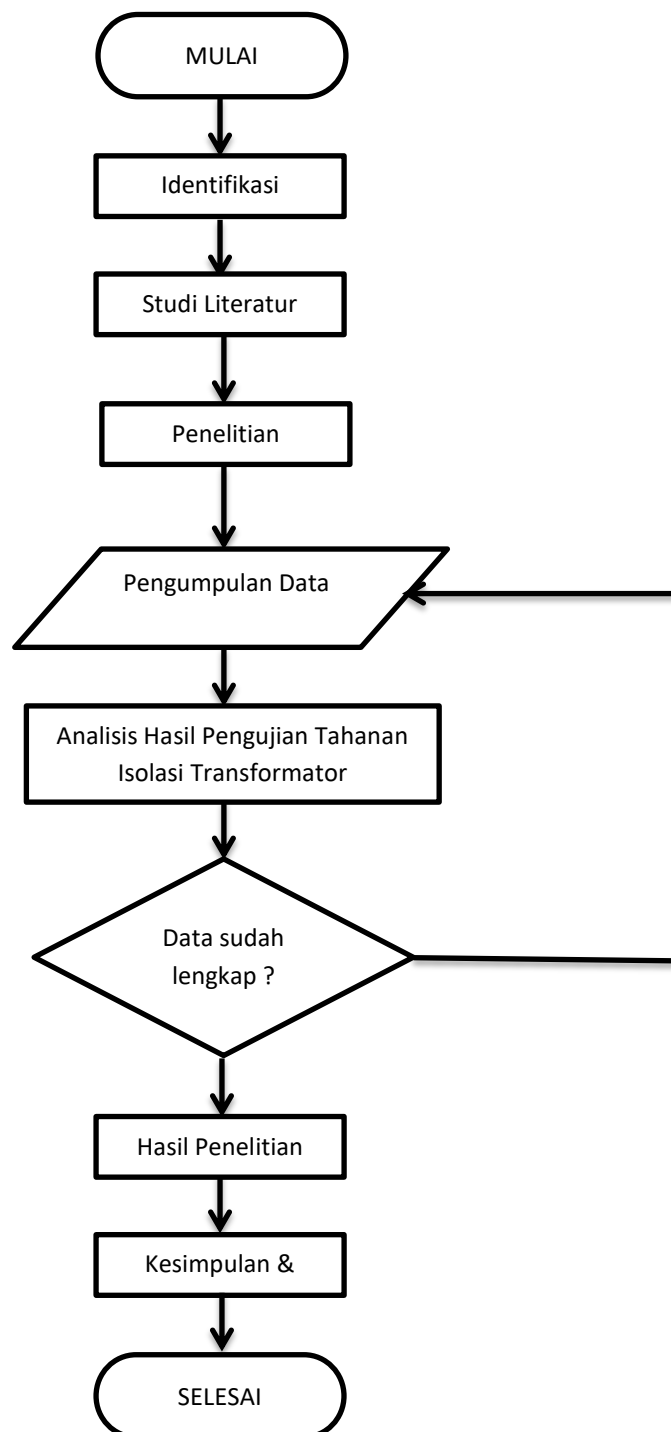 MULAI
Identifikasi
Studi Literatur
Penelitian
Pengumpulan Data
Analisis Hasil Pengujian Tahanan
Isolasi Transformator
Data sudah
lengkap ?
Hasil Penelitian
Kesimpulan &
SELESAI